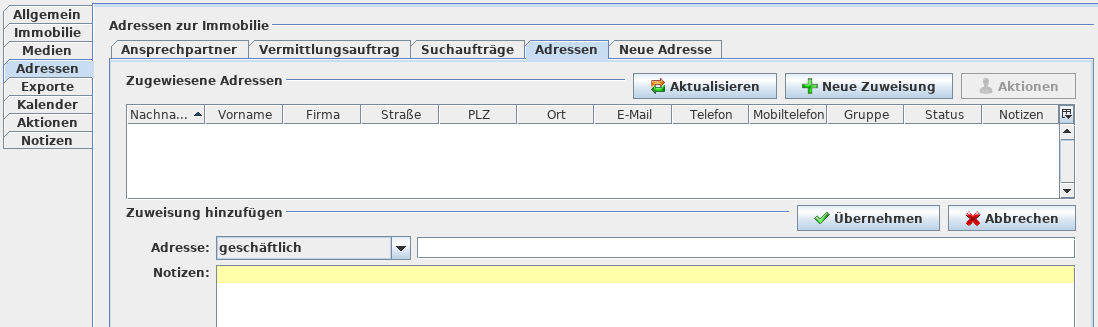 Allgemein
Immobilie
Medien
Adressen
Exporte
Kalender
Aktionen
Notizen
Adressen zur Immobilie
Ansprechpartner Vermittlungsauftrag Suchaufträge Adressen Neue Adresse
Zugewiesene Adressen Aktualisieren Neue Zuweisung Aktionen
Nachna... Vorname Firma Straße PLZ Ort E-Mail Telefon Mobiltelefon Gruppe Status Notizen
Zuweisung hinzufügen Übernehmen Abbrechen
Adresse: geschäftlich
Notizen: